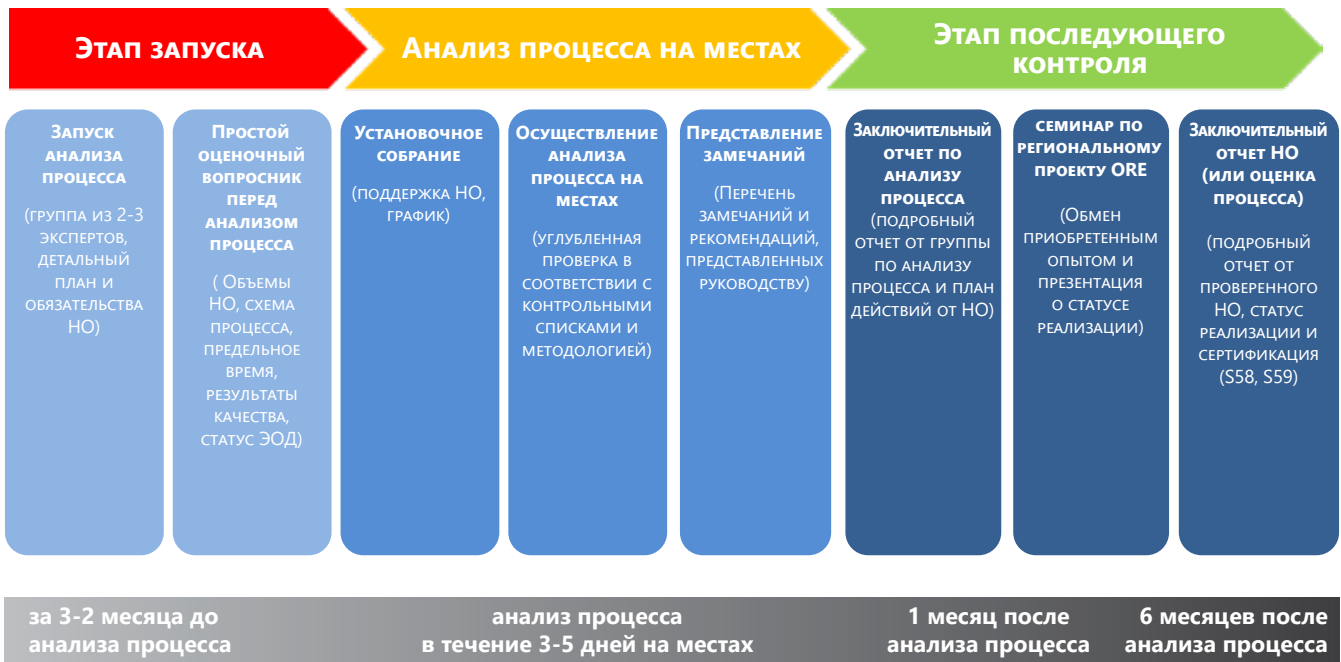 Этап запуска
Анализ процесса на местах
Этап последующего
контроля
Запуск
анализа
процесса
(группа из 2-3
экспертов,
детальный
план и
обязательства
НО)
Простой
оценочный
вопросник
перед
анализом
процесса
( Объемы
НО, схема
процесса,
предельное
время,
результаты
качества,
статус ЭОД)
Установочное
собрание
(поддержка НО,
график)
Осуществление
анализа
процесса на
местах
(углубленная
проверка в
соответствии с
контрольными
списками и
методологией)
Представление
замечаний
(Перечень
замечаний и
рекомендаций,
представленных
руководству)
Заключительный
отчет по
анализу
процесса
(подробный
отчет от группы
по анализу
процесса и план
действий от НО)
семинар по
региональному
проекту ORE
(Обмен
приобретенным
опытом и
презентация
о статусе
реализации)
Заключительный
отчет НО
(или оценка
процесса)
(подробный
отчет от
проверенного
НО, статус
реализации и
сертификация
(S58, S59)
за 3-2 месяца до
анализа процесса
анализ процесса
в течение 3-5 дней на местах
1 месяц после
анализа процесса
6 месяцев после
анализа процесса